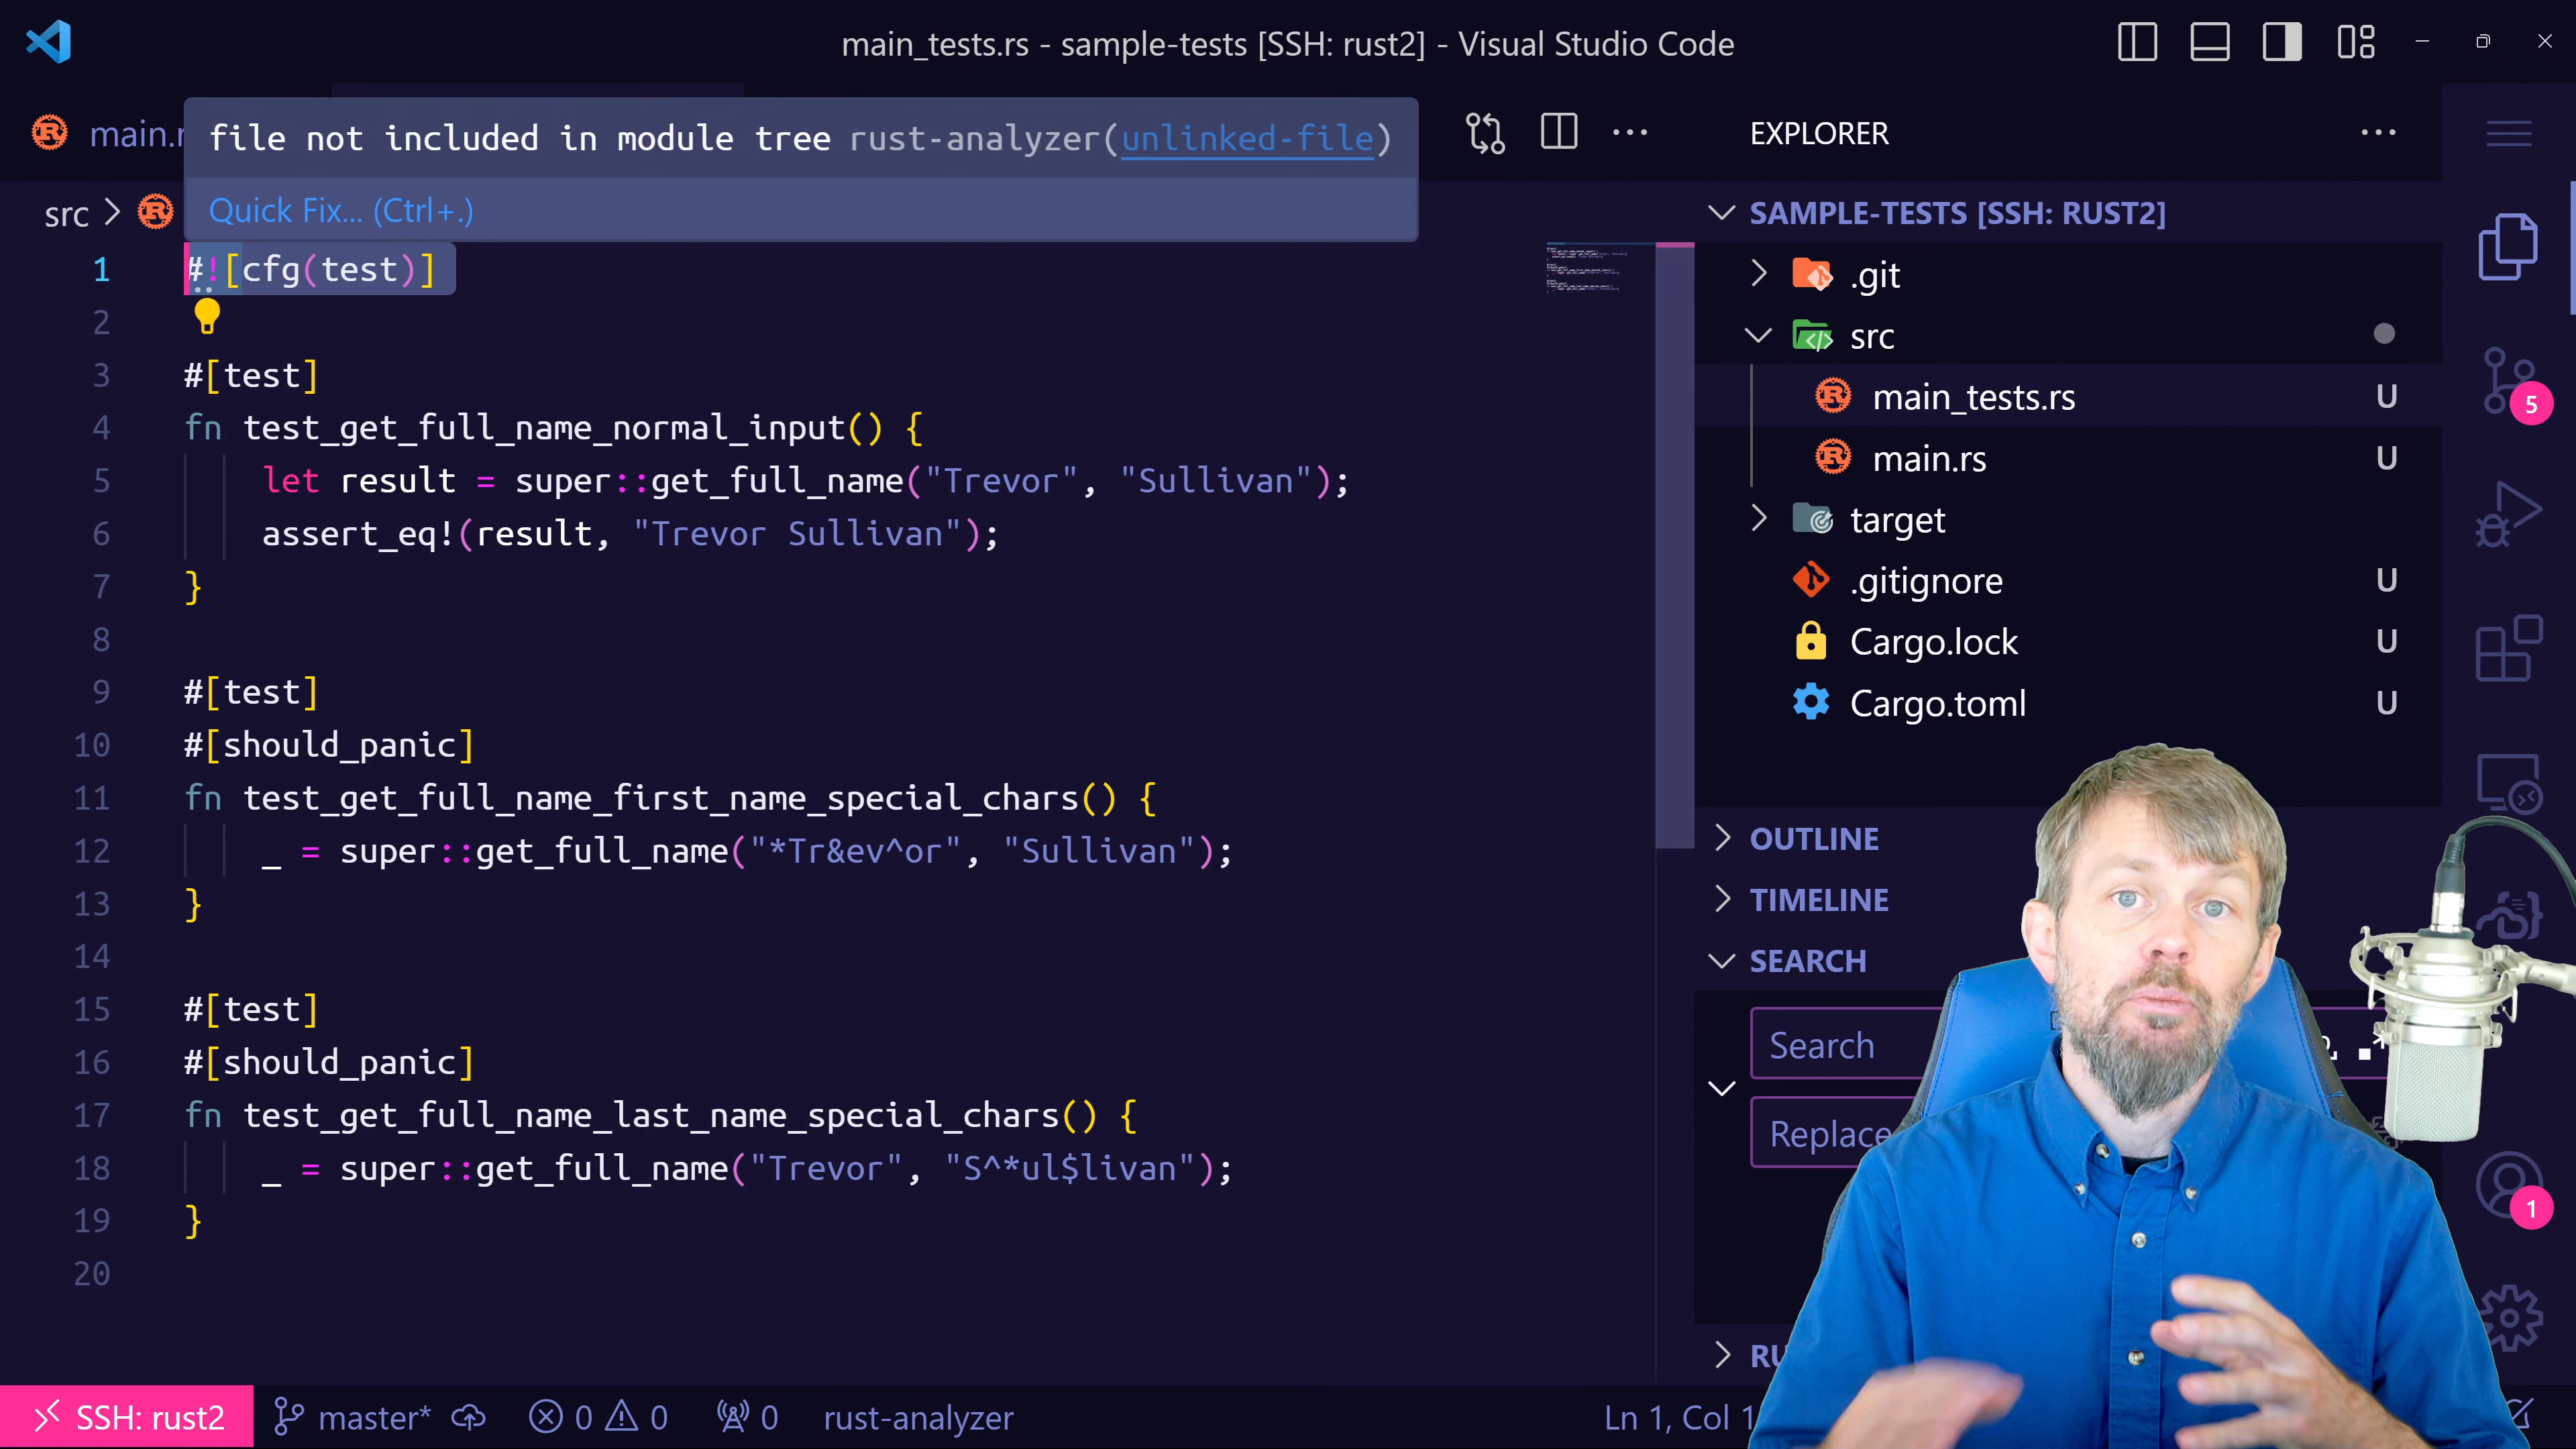 main_tests.rs - sample-tests [SSH: rust2] - Visual Studio Code
main.r
file not included in module tree rust-analyzer(unlinked-file)
Quick Fix... (Ctrl+.)
src >
1 #![cfg(test)]
2
3 #[test]
4 fn test_get_full_name_normal_input() {
5 let result = super::get_full_name("Trevor", "Sullivan");
6 assert_eq!(result, "Trevor Sullivan");
7 }
8
9 #[test]
10 #[should_panic]
11 fn test_get_full_name_first_name_special_chars() {
12 _ = super::get_full_name("*Tr&ev^or", "Sullivan");
13 }
14
15 #[test]
16 #[should_panic]
17 fn test_get_full_name_last_name_special_chars() {
18 _ = super::get_full_name("Trevor", "S^*ul$livan");
19 }
20
EXPLORER
SAMPLE-TESTS [SSH: RUST2]
.git
src
main_tests.rs U
main.rs U
target
.gitignore U
Cargo.lock U
Cargo.toml U
OUTLINE
TIMELINE
SEARCH
Search
Replace
RU
5
1
SSH: rust2 master* 0 0 0 rust-analyzer Ln 1, Col 1